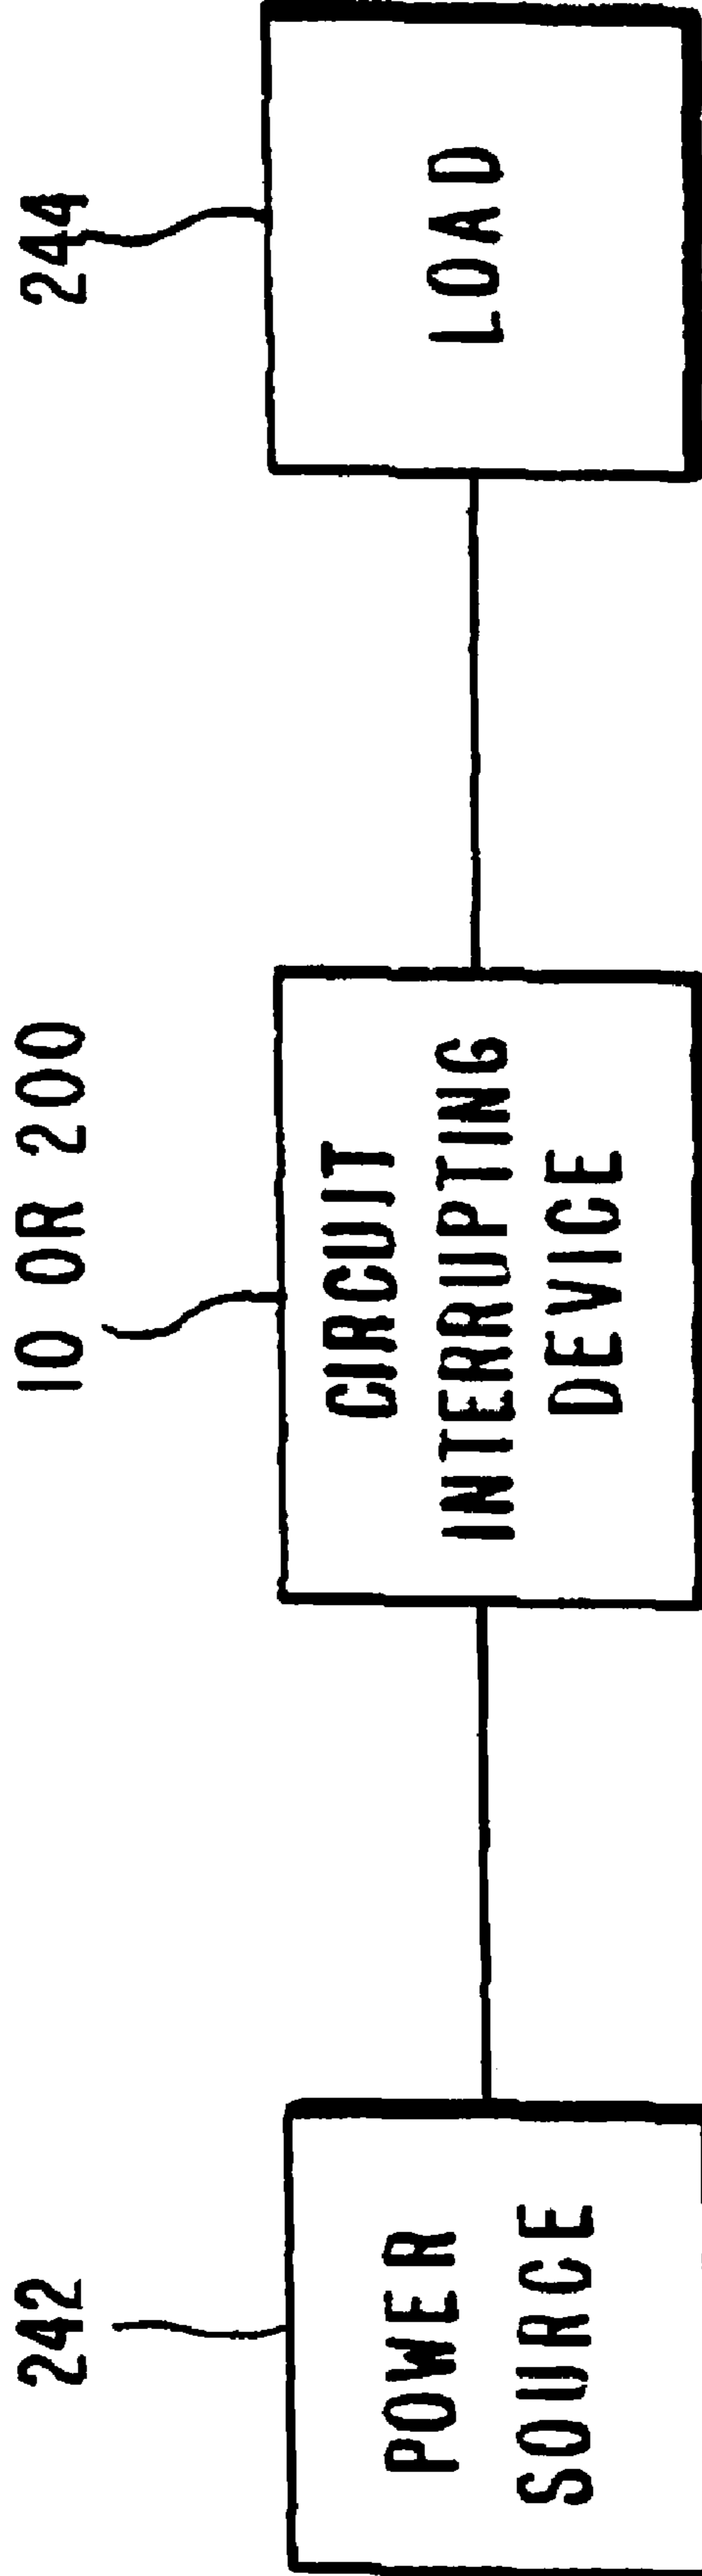 242
10 OR 200
244
POWER
SOURCE
CIRCUIT
INTERRUPTING
DEVICE
LOAD